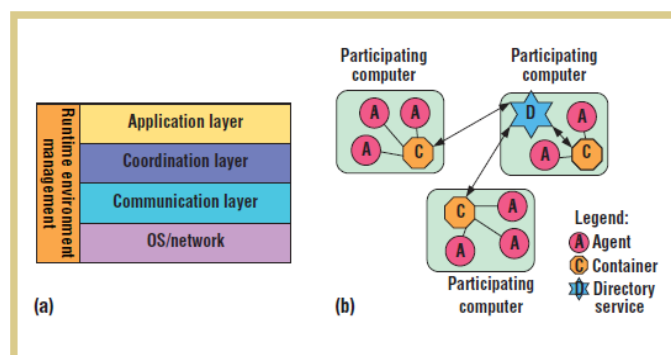 Runtime environment
management
Application layer
Coordination layer
Communication layer
OS/network
(a)
Participating
computer
A
A
A
C
Participating
computer
D
A
A
C
C
A
A
A
Participating
computer
(b)
Legend:
A Agent
C Container
D Directory
service